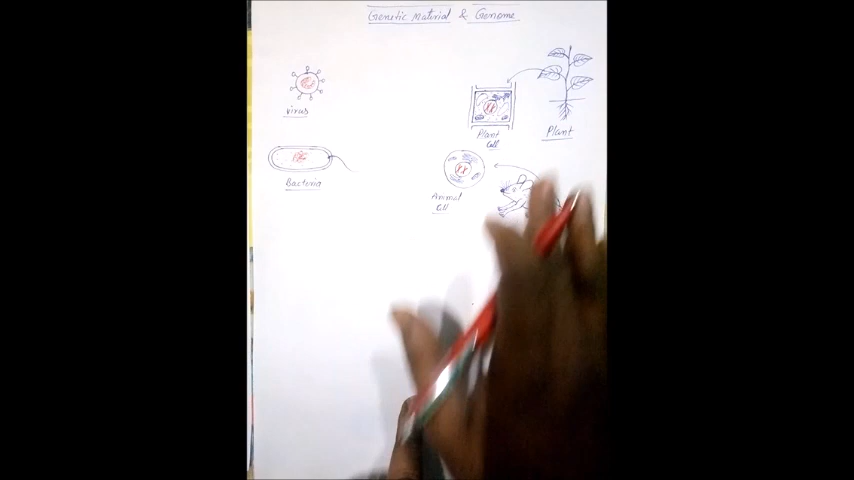 Genetic Material & Genome
Virus
Plant
Cell
Plant
Bacteria
Animal
Cell